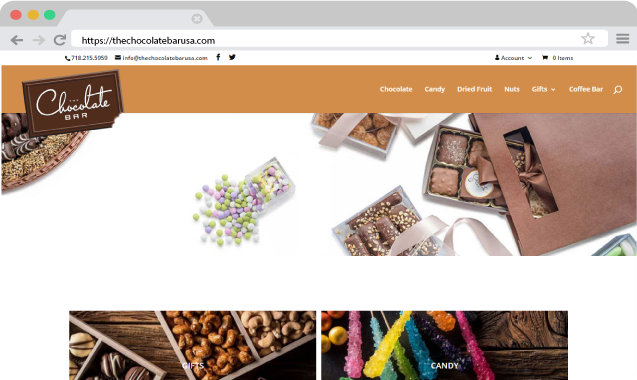 https://thechocolatebarusa.com
718.215.5959 info@thechocolatebarusa.com Account 0 Items
THE
Chocolate
BAR
Chocolate Candy Dried Fruit Nuts Gifts Coffee Bar
GIFTS
CANDY